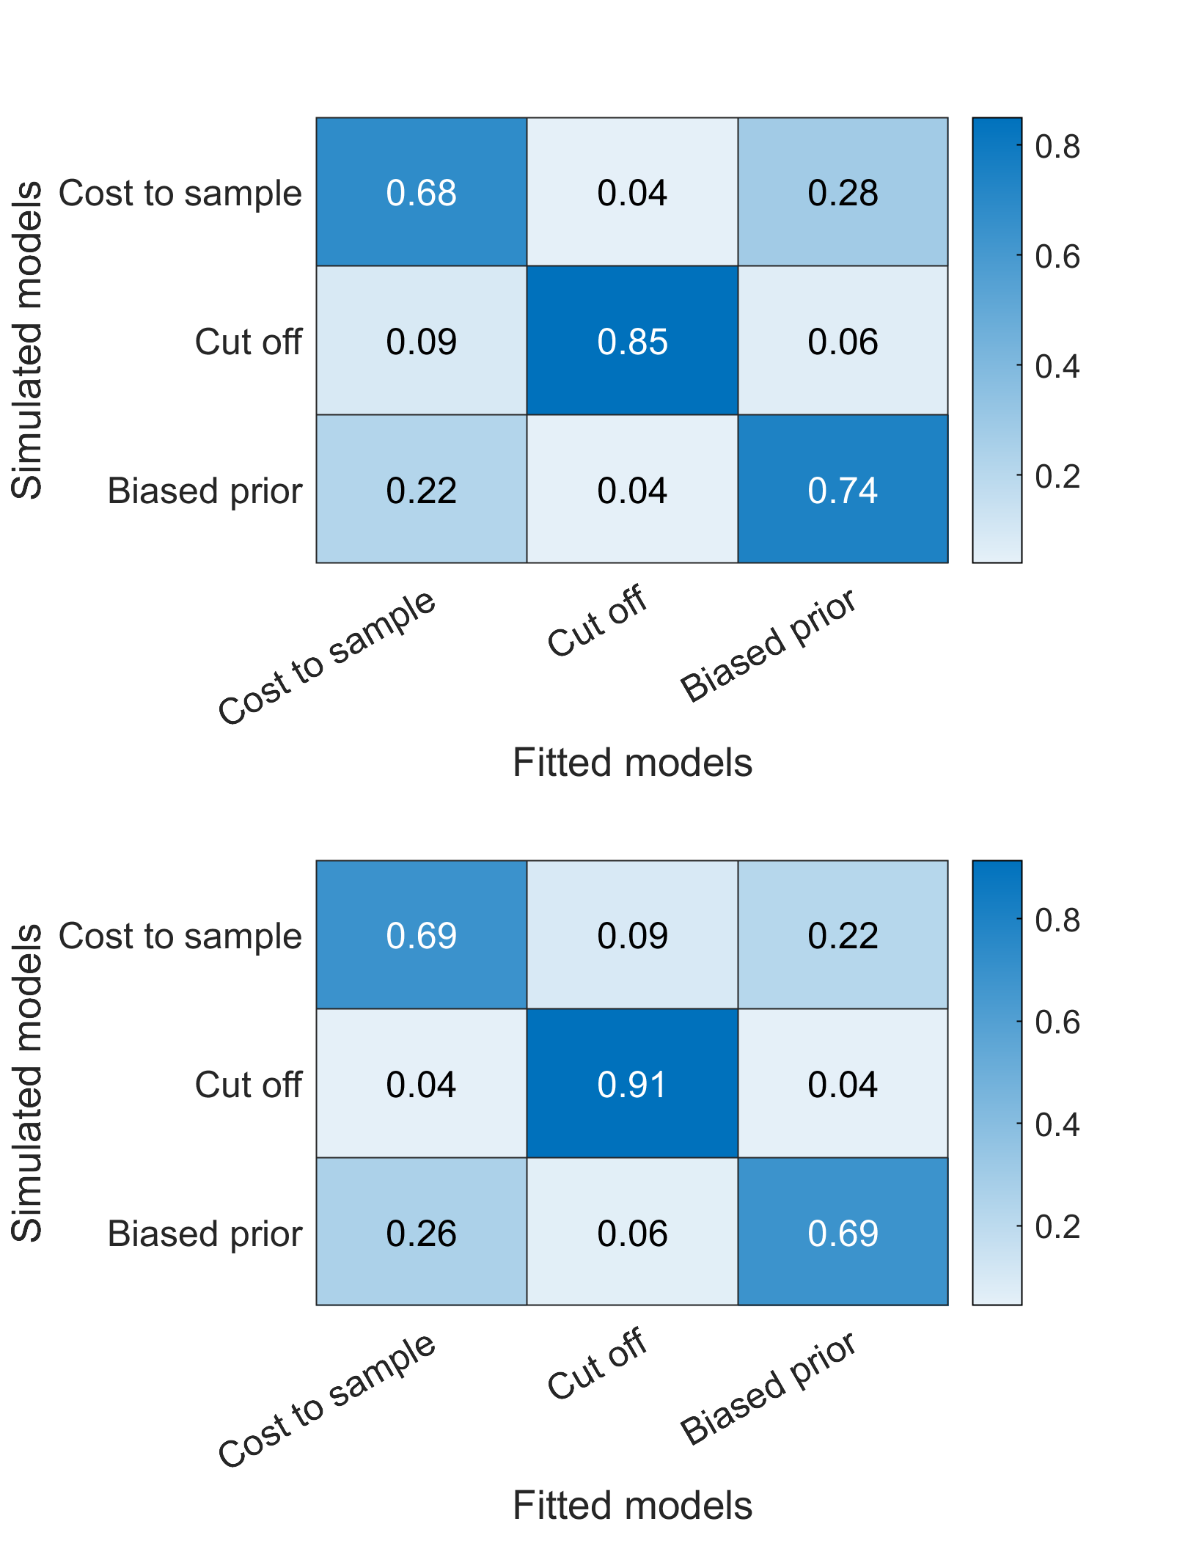 Simulated models
Cost to sample
0.68
0.04
0.28
Cut off
0.09
0.85
0.06
Biased prior
0.22
0.04
0.74
Cost to sample
Cut off
Biased prior
Fitted models
0.8
0.6
0.4
0.2
Simulated models
Cost to sample
0.69
0.09
0.22
Cut off
0.04
0.91
0.04
Biased prior
0.26
0.06
0.69
Cost to sample
Cut off
Biased prior
Fitted models
0.8
0.6
0.4
0.2